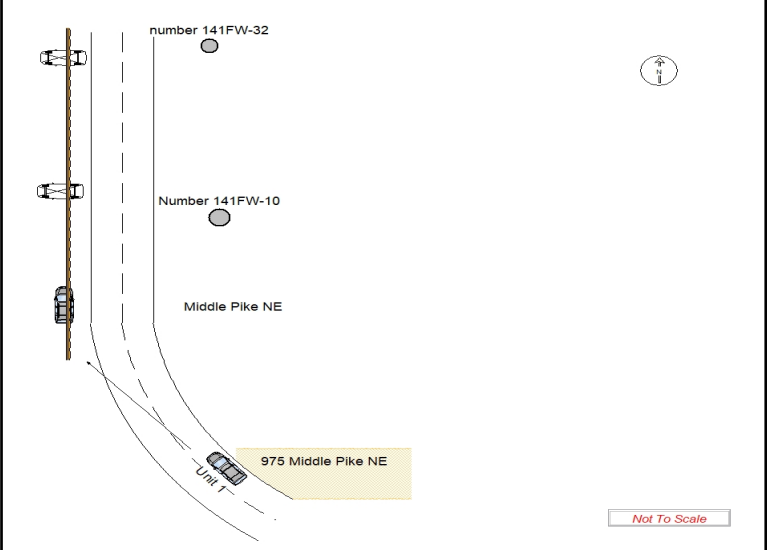 number 141FW-32
N
Number 141FW-10
Middle Pike NE
975 Middle Pike NE
Unit 1
Not To Scale